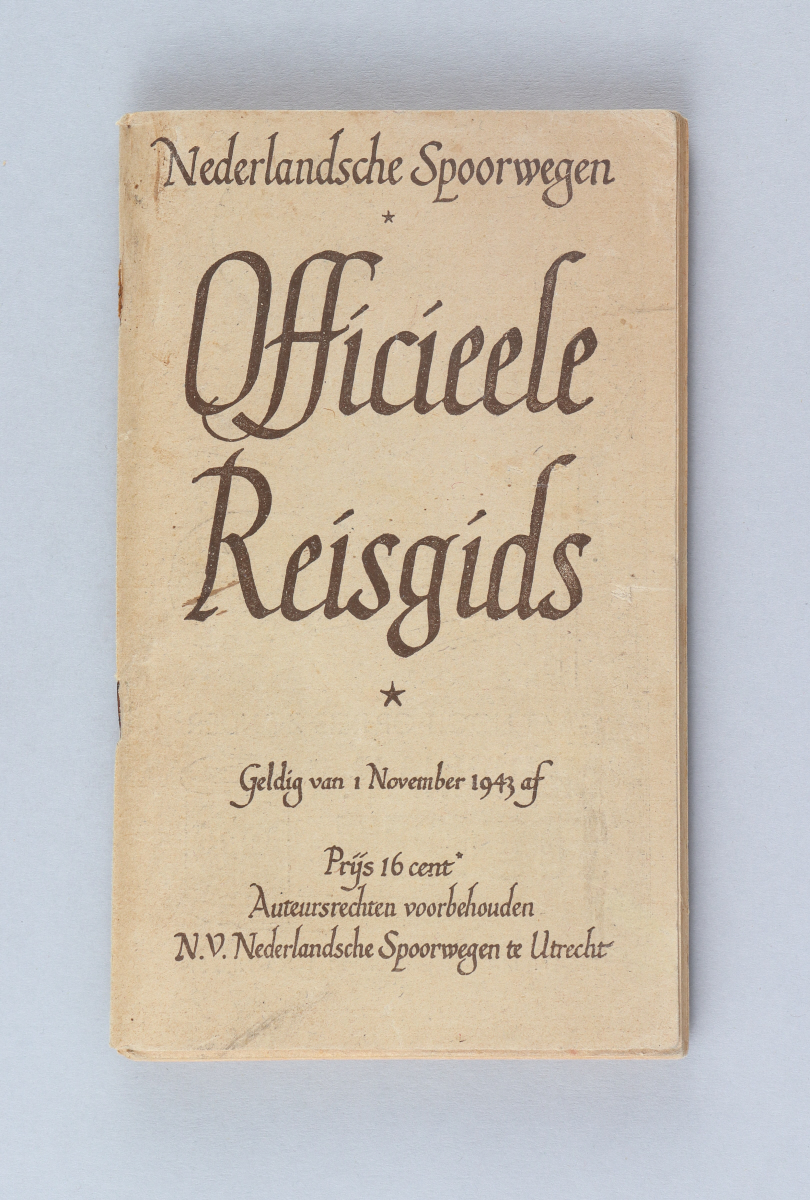 Nederlandsche Spoorwegen
Officieele
Reisgids
Geldig van 1 November 1943 af
Prijs 16 cent*
Auteursrechten voorbehouden
N.V. Nederlandsche Spoorwegen te Utrecht